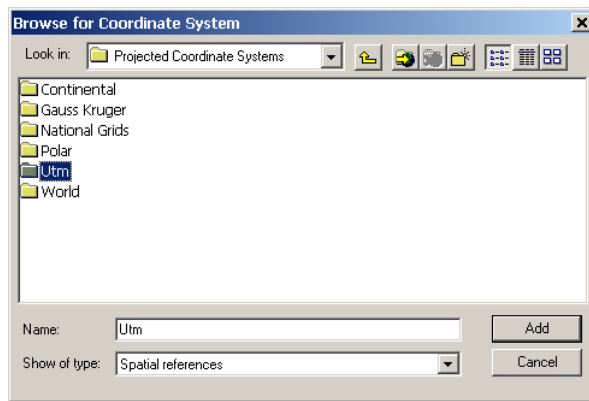 Browse for Coordinate System
Look in: Projected Coordinate Systems
Continental
Gauss Kruger
National Grids
Polar
Utm
World
Name: Utm Add
Show of type: Spatial references Cancel